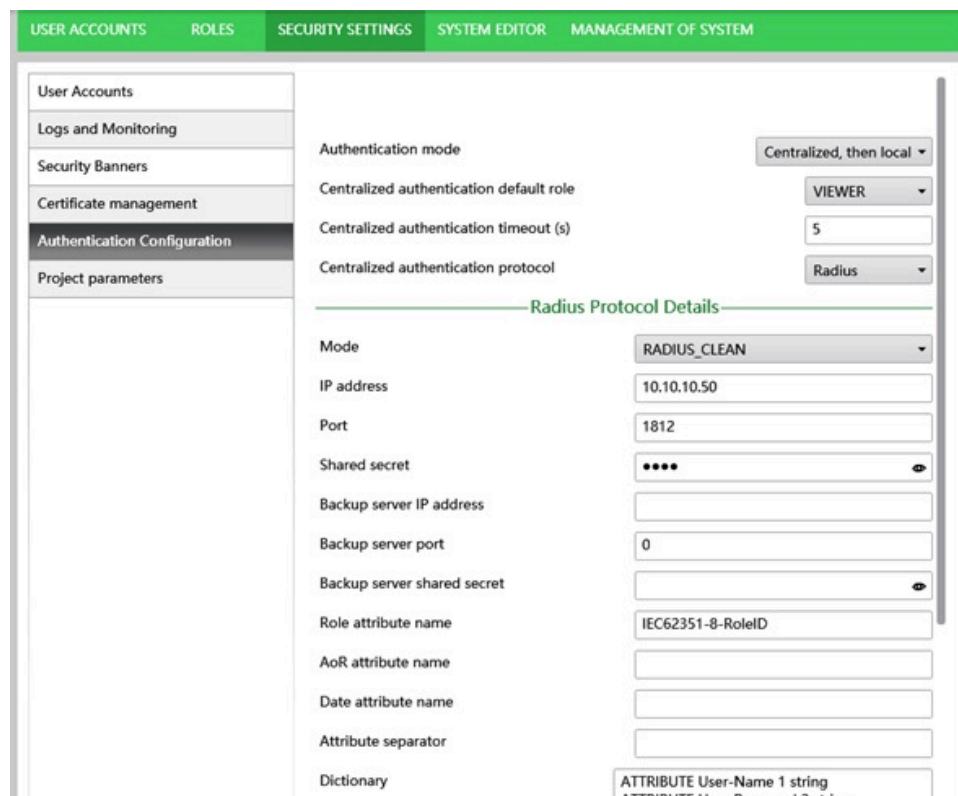 USER ACCOUNTS ROLES SECURITY SETTINGS SYSTEM EDITOR MANAGEMENT OF SYSTEM
User Accounts
Logs and Monitoring
Security Banners
Certificate management
Authentication Configuration
Project parameters
Authentication mode Centralized, then local
Centralized authentication default role VIEWER
Centralized authentication timeout (s) 5
Centralized authentication protocol Radius
Radius Protocol Details
Mode RADIUS_CLEAN
IP address 10.10.10.50
Port 1812
Shared secret ••••
Backup server IP address
Backup server port 0
Backup server shared secret
Role attribute name IEC62351-8-RoleID
AoR attribute name
Date attribute name
Attribute separator
Dictionary ATTRIBUTE User-Name 1 string